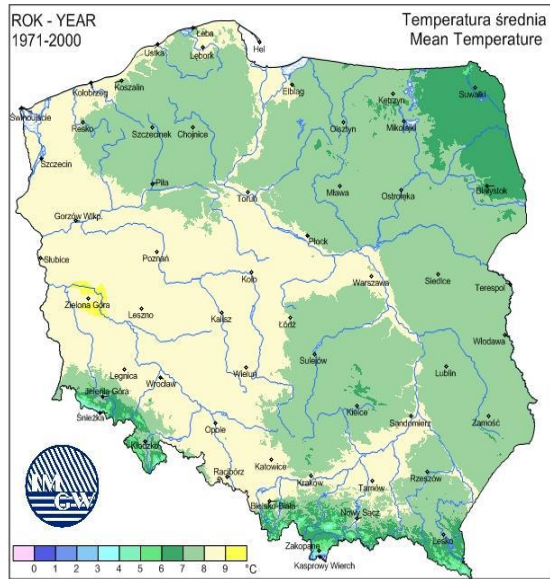 ROK - YEAR
1971-2000
Temperatura średnia
Mean Temperature
Łeba
Hel
Ustka
Lębork
Koszalin
Kołobrzeg
Elbląg
Kętrzyn
Suwałki
Świnoujście
Resko
Szczecinek
Chojnice
Olsztyn
Mikołajki
Szczecin
Piła
Toruń
Mława
Ostrołęka
Białystok
Gorzów Wlkp.
Płock
Słubice
Poznań
Koło
Warszawa
Siedlce
Terespol
Zielona Góra
Leszno
Kalisz
Łódź
Włodawa
Legnica
Wrocław
Wieluń
Sulejów
Lublin
Jelenia Góra
Śnieżka
Opole
Kielce
Sandomierz
Zamość
Kłodzko
Racibórz
Katowice
Kraków
Tarnów
Rzeszów
Bielsko-Biała
Nowy Sącz
Lesko
Zakopane
Kasprowy Wierch
IM
GW
0 1 2 3 4 5 6 7 8 9 °C